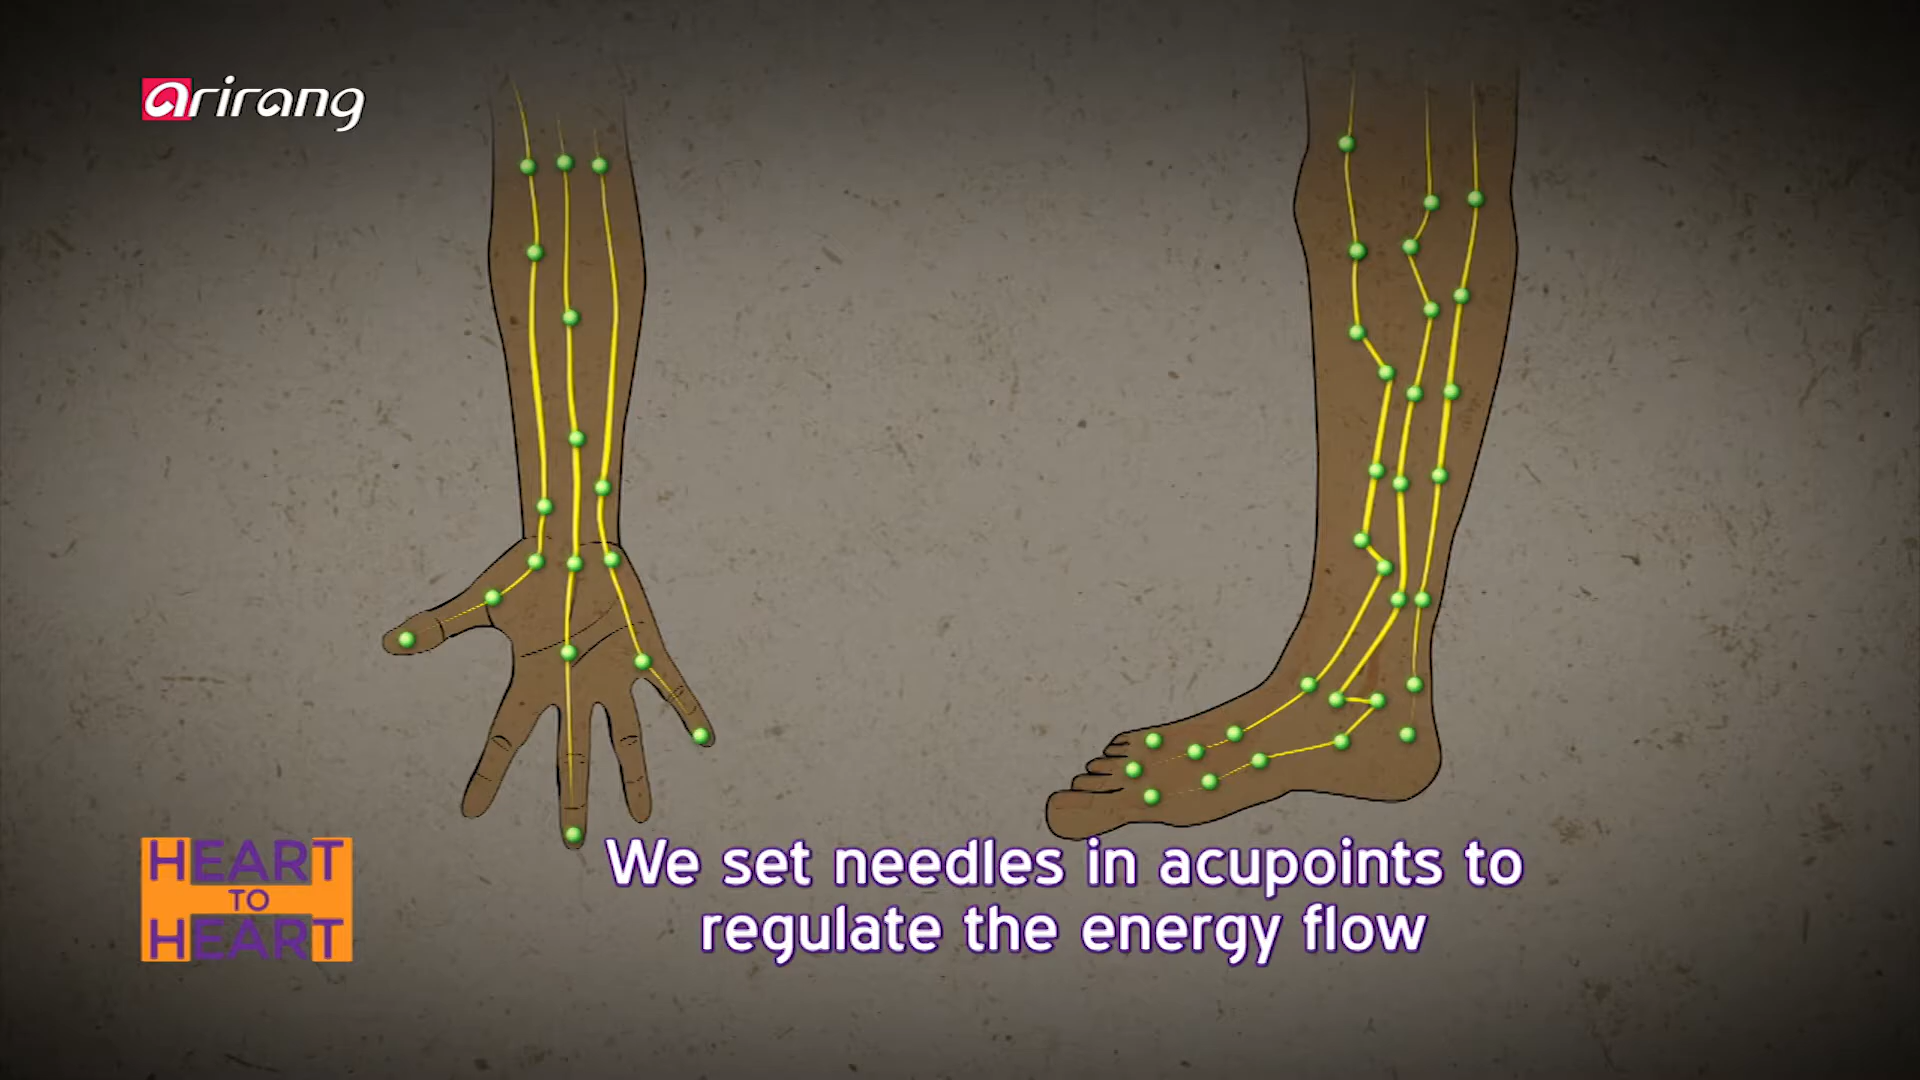 arirang
HEART
TO
HEART
We set needles in acupoints to
regulate the energy flow